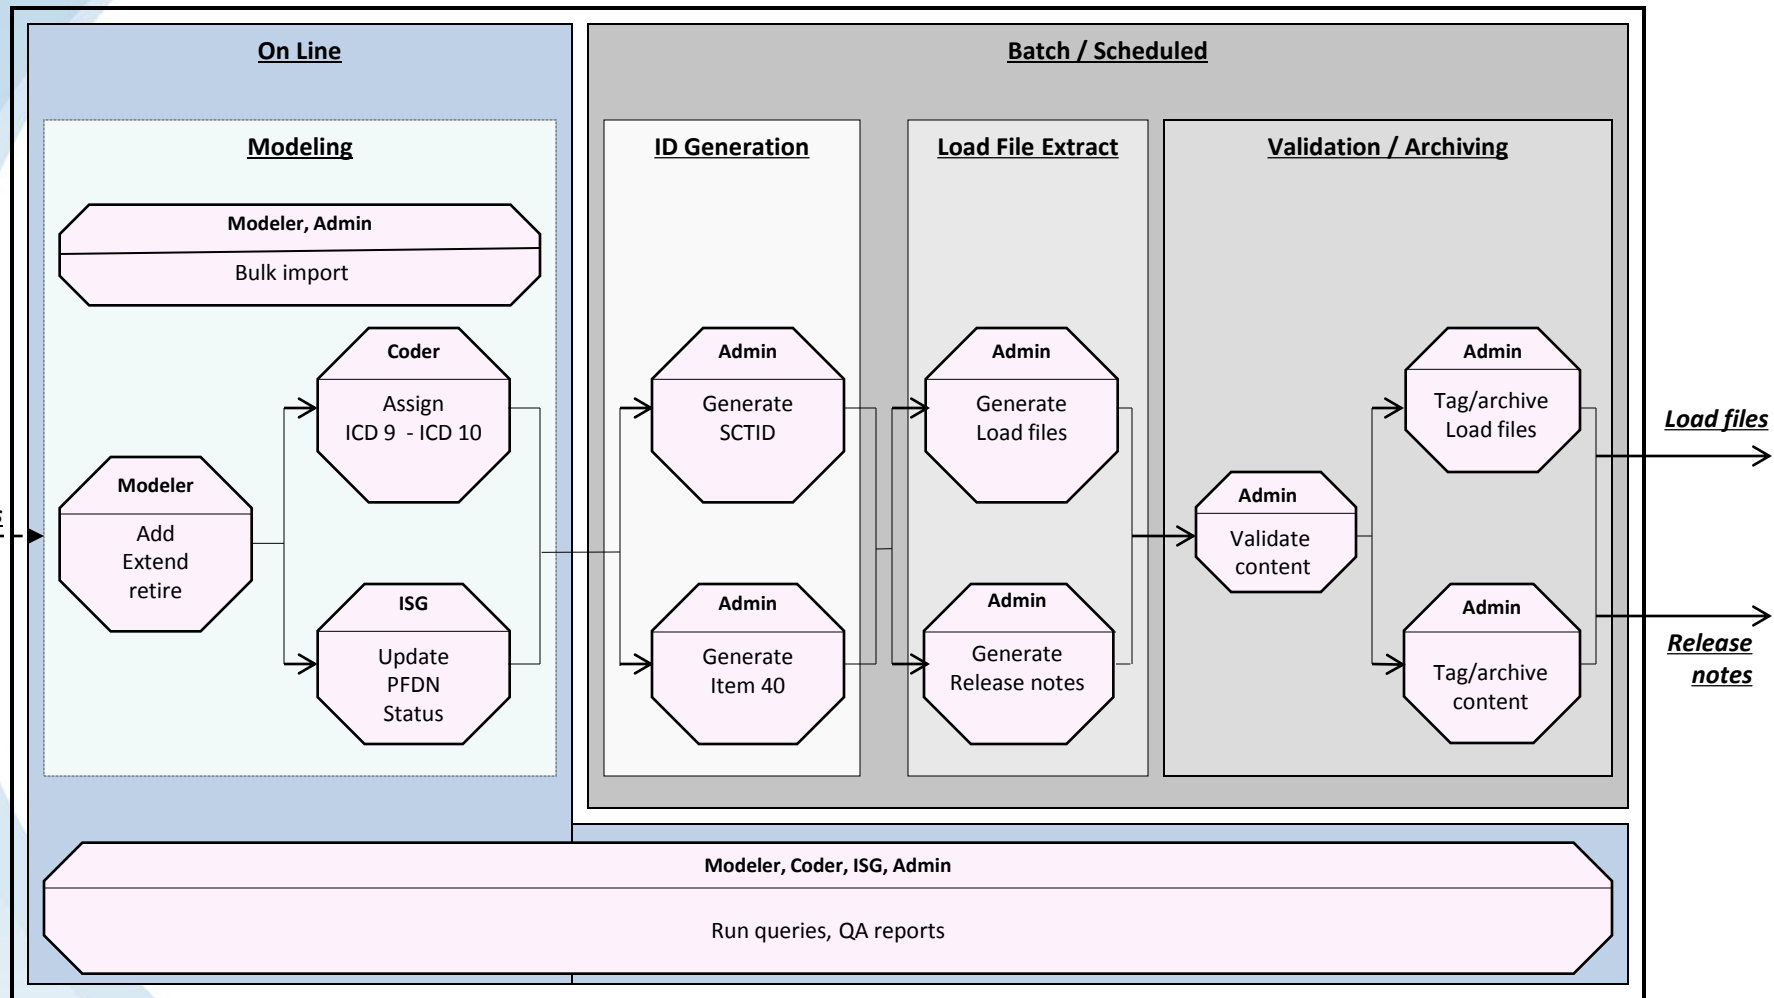 On Line
Batch / Scheduled
Modeling
ID Generation
Load File Extract
Validation / Archiving
Modeler, Admin
Bulk import
Coder
Assign
ICD 9 - ICD 10
Modeler
Add
Extend
retire
ISG
Update
PFDN
Status
Admin
Generate
SCTID
Admin
Generate
Item 40
Admin
Generate
Load files
Admin
Generate
Release notes
Admin
Validate
content
Admin
Tag/archive
Load files
Admin
Tag/archive
content
Load files
Release
notes
Modeler, Coder, ISG, Admin
Run queries, QA reports